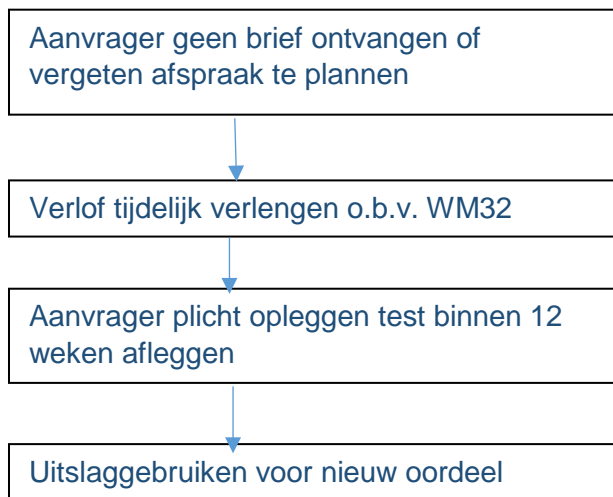 Aanvrager geen brief ontvangen of
vergeten afspraak te plannen
Verlof tijdelijk verlengen o.b.v. WM32
Aanvrager plicht opleggen test binnen 12
weken afleggen
Uitslaggebruiken voor nieuw oordeel